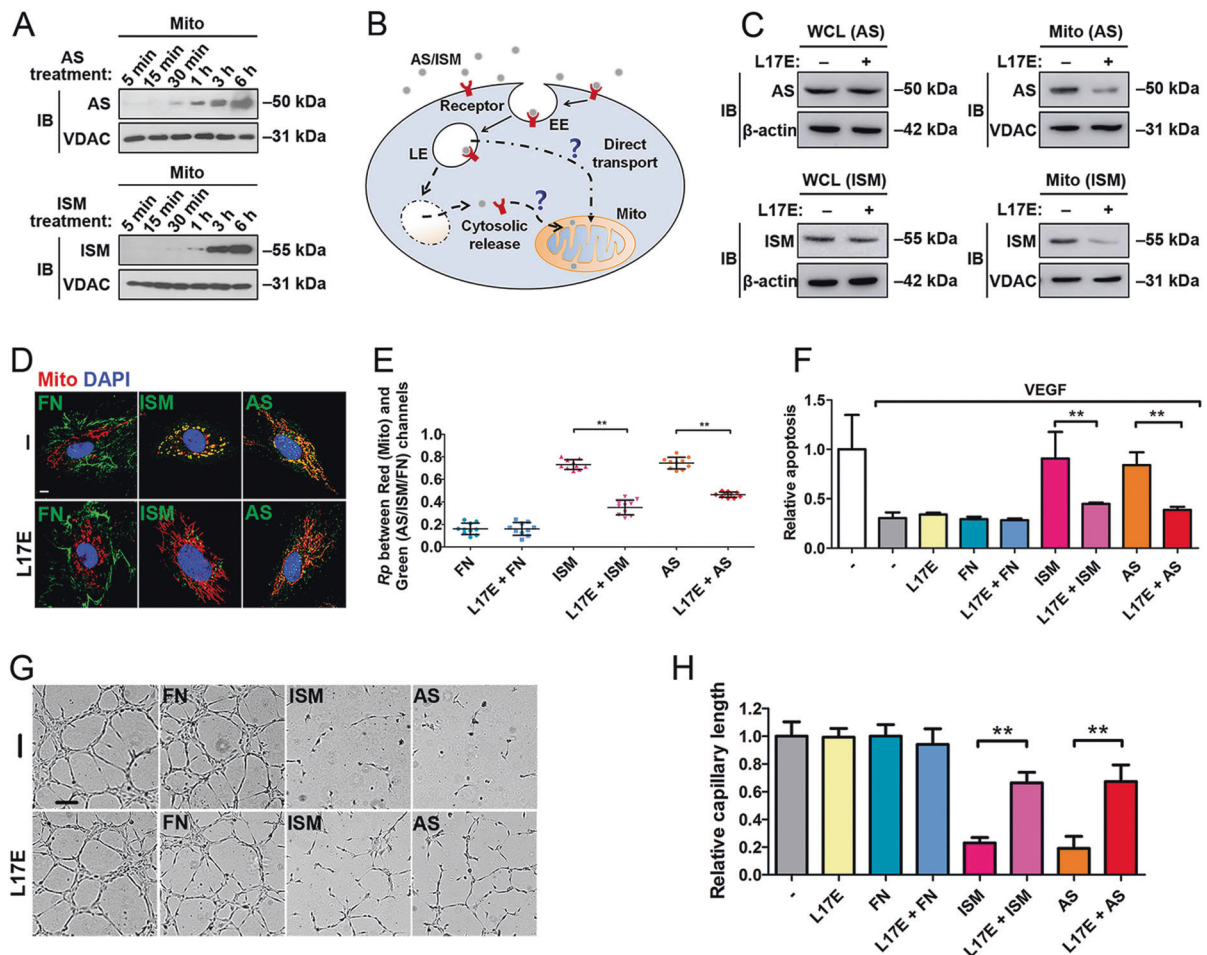 A
Mito
AS treatment:
5 min 15 min 30 min 1 h 3 h 6 h
IB
AS –50 kDa
VDAC –31 kDa
Mito
ISM treatment:
5 min 15 min 30 min 1 h 3 h 6 h
IB
ISM –55 kDa
VDAC –31 kDa
B
AS/ISM
Receptor
EE
LE
?
Direct
transport
?
Cytosolic
release
Mito
C
WCL (AS)
L17E: – +
IB
AS –50 kDa
β-actin –42 kDa
Mito (AS)
L17E: – +
IB
AS –50 kDa
VDAC –31 kDa
WCL (ISM)
L17E: – +
IB
ISM –55 kDa
β-actin –42 kDa
Mito (ISM)
L17E: – +
IB
ISM –55 kDa
VDAC –31 kDa
D
Mito DAPI
–
FN ISM AS
L17E
FN ISM AS
E
Rp between Red (Mito) and
Green (AS/ISM/FN) channels
1.0
0.8
0.6
0.4
0.2
0.0
** **
FN L17E + FN ISM L17E + ISM AS L17E + AS
F
VEGF
Relative apoptosis
1.5
1.0
0.5
0.0
** **
- - L17E FN L17E + FN ISM L17E + ISM AS L17E + AS
G
–
FN ISM AS
L17E
FN ISM AS
H
Relative capillary length
1.2
1.0
0.8
0.6
0.4
0.2
0
** **
- L17E FN L17E + FN ISM L17E + ISM AS L17E + AS